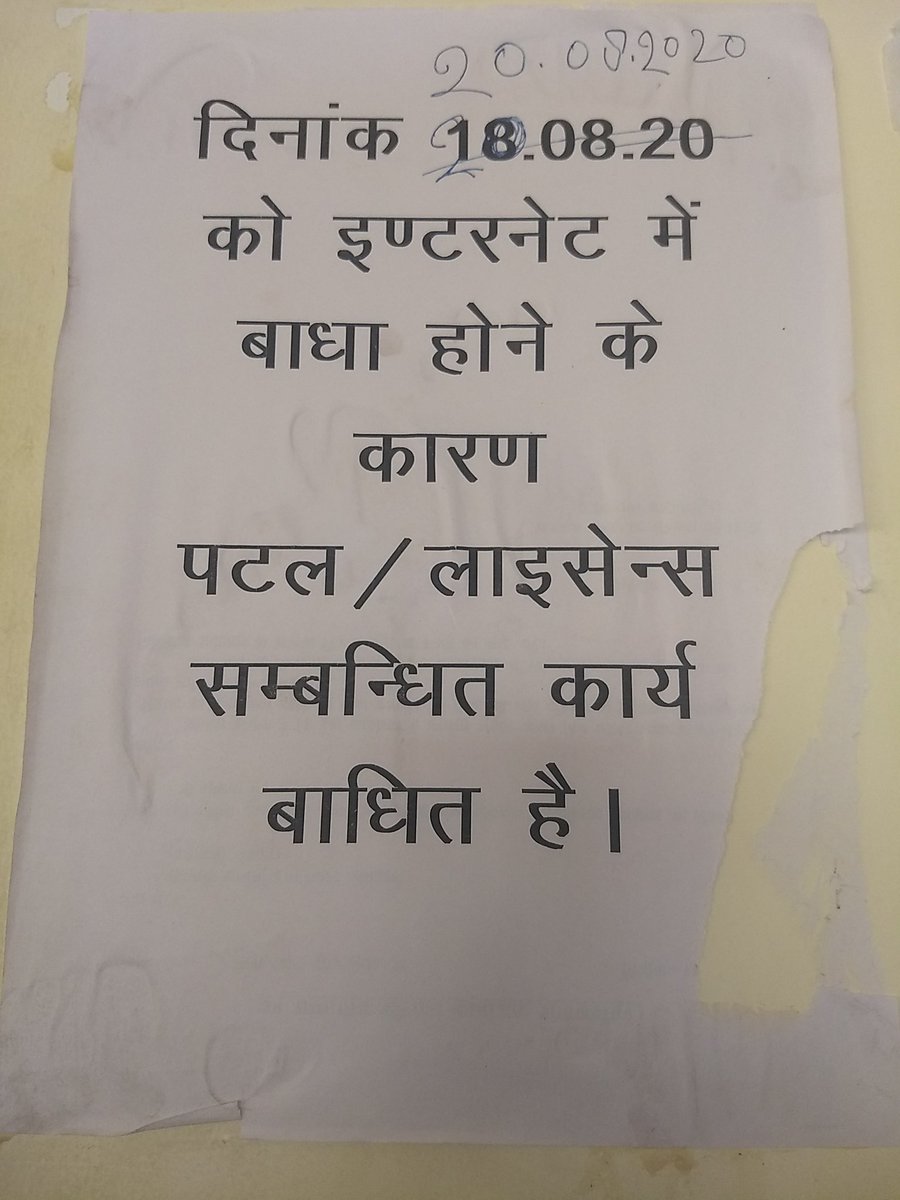 20.08.2020
दिनांक 18.08.20
को इण्टरनेट में
बाधा होने के
कारण
पटल / लाइसेन्स
सम्बन्धित कार्य
बाधित है।